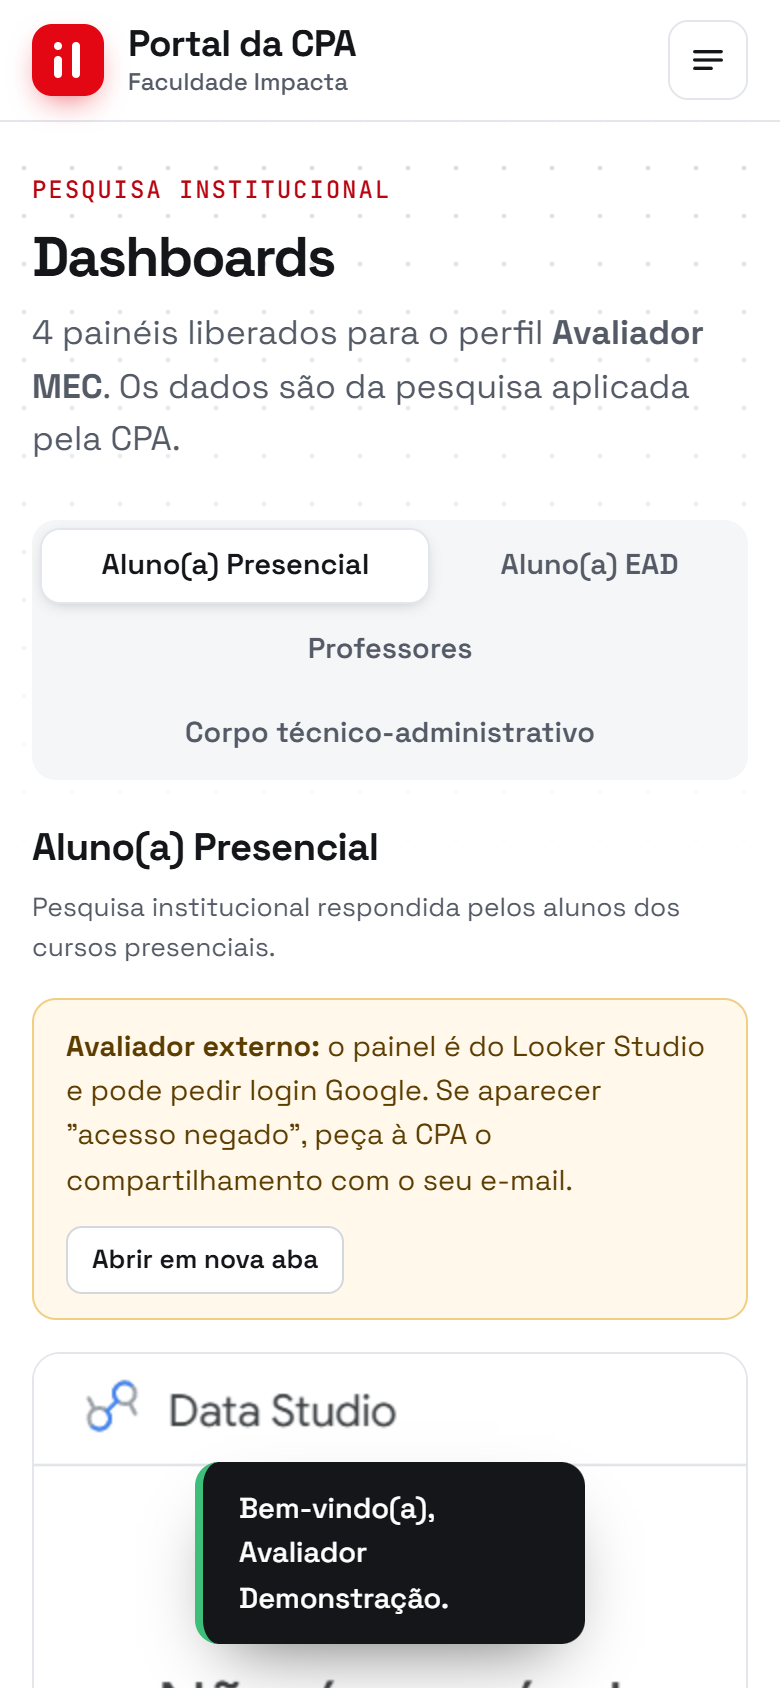 Portal da CPA
Faculdade Impacta
PESQUISA INSTITUCIONAL
Dashboards
4 painéis liberados para o perfil Avaliador
MEC. Os dados são da pesquisa aplicada
pela CPA.
Aluno(a) Presencial
Aluno(a) EAD
Professores
Corpo técnico-administrativo
Aluno(a) Presencial
Pesquisa institucional respondida pelos alunos dos
cursos presenciais.
Avaliador externo: o painel é do Looker Studio
e pode pedir login Google. Se aparecer
"acesso negado", peça à CPA o
compartilhamento com o seu e-mail.
Abrir em nova aba
Data Studio
Bem-vindo(a),
Avaliador
Demonstração.